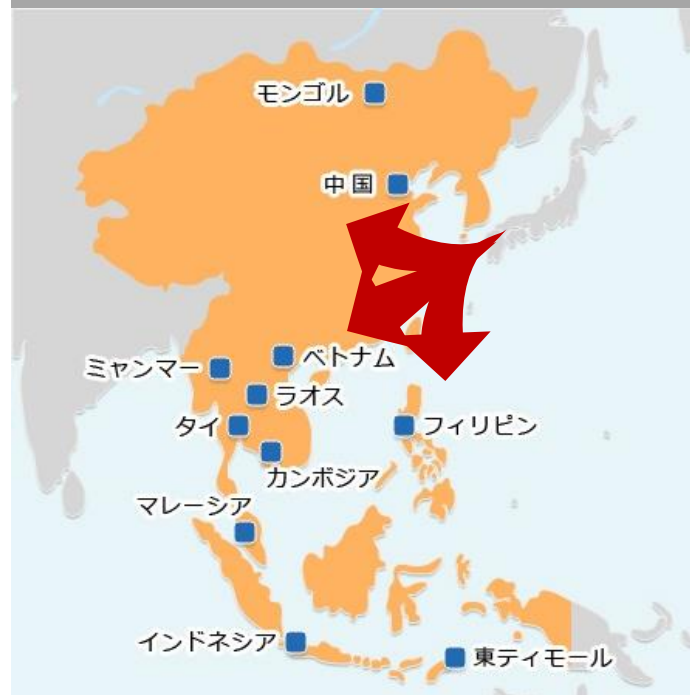 モンゴル
中国
ベトナム
ミャンマー
ラオス
タイ
フィリピン
カンボジア
マレーシア
インドネシア
東ティモール